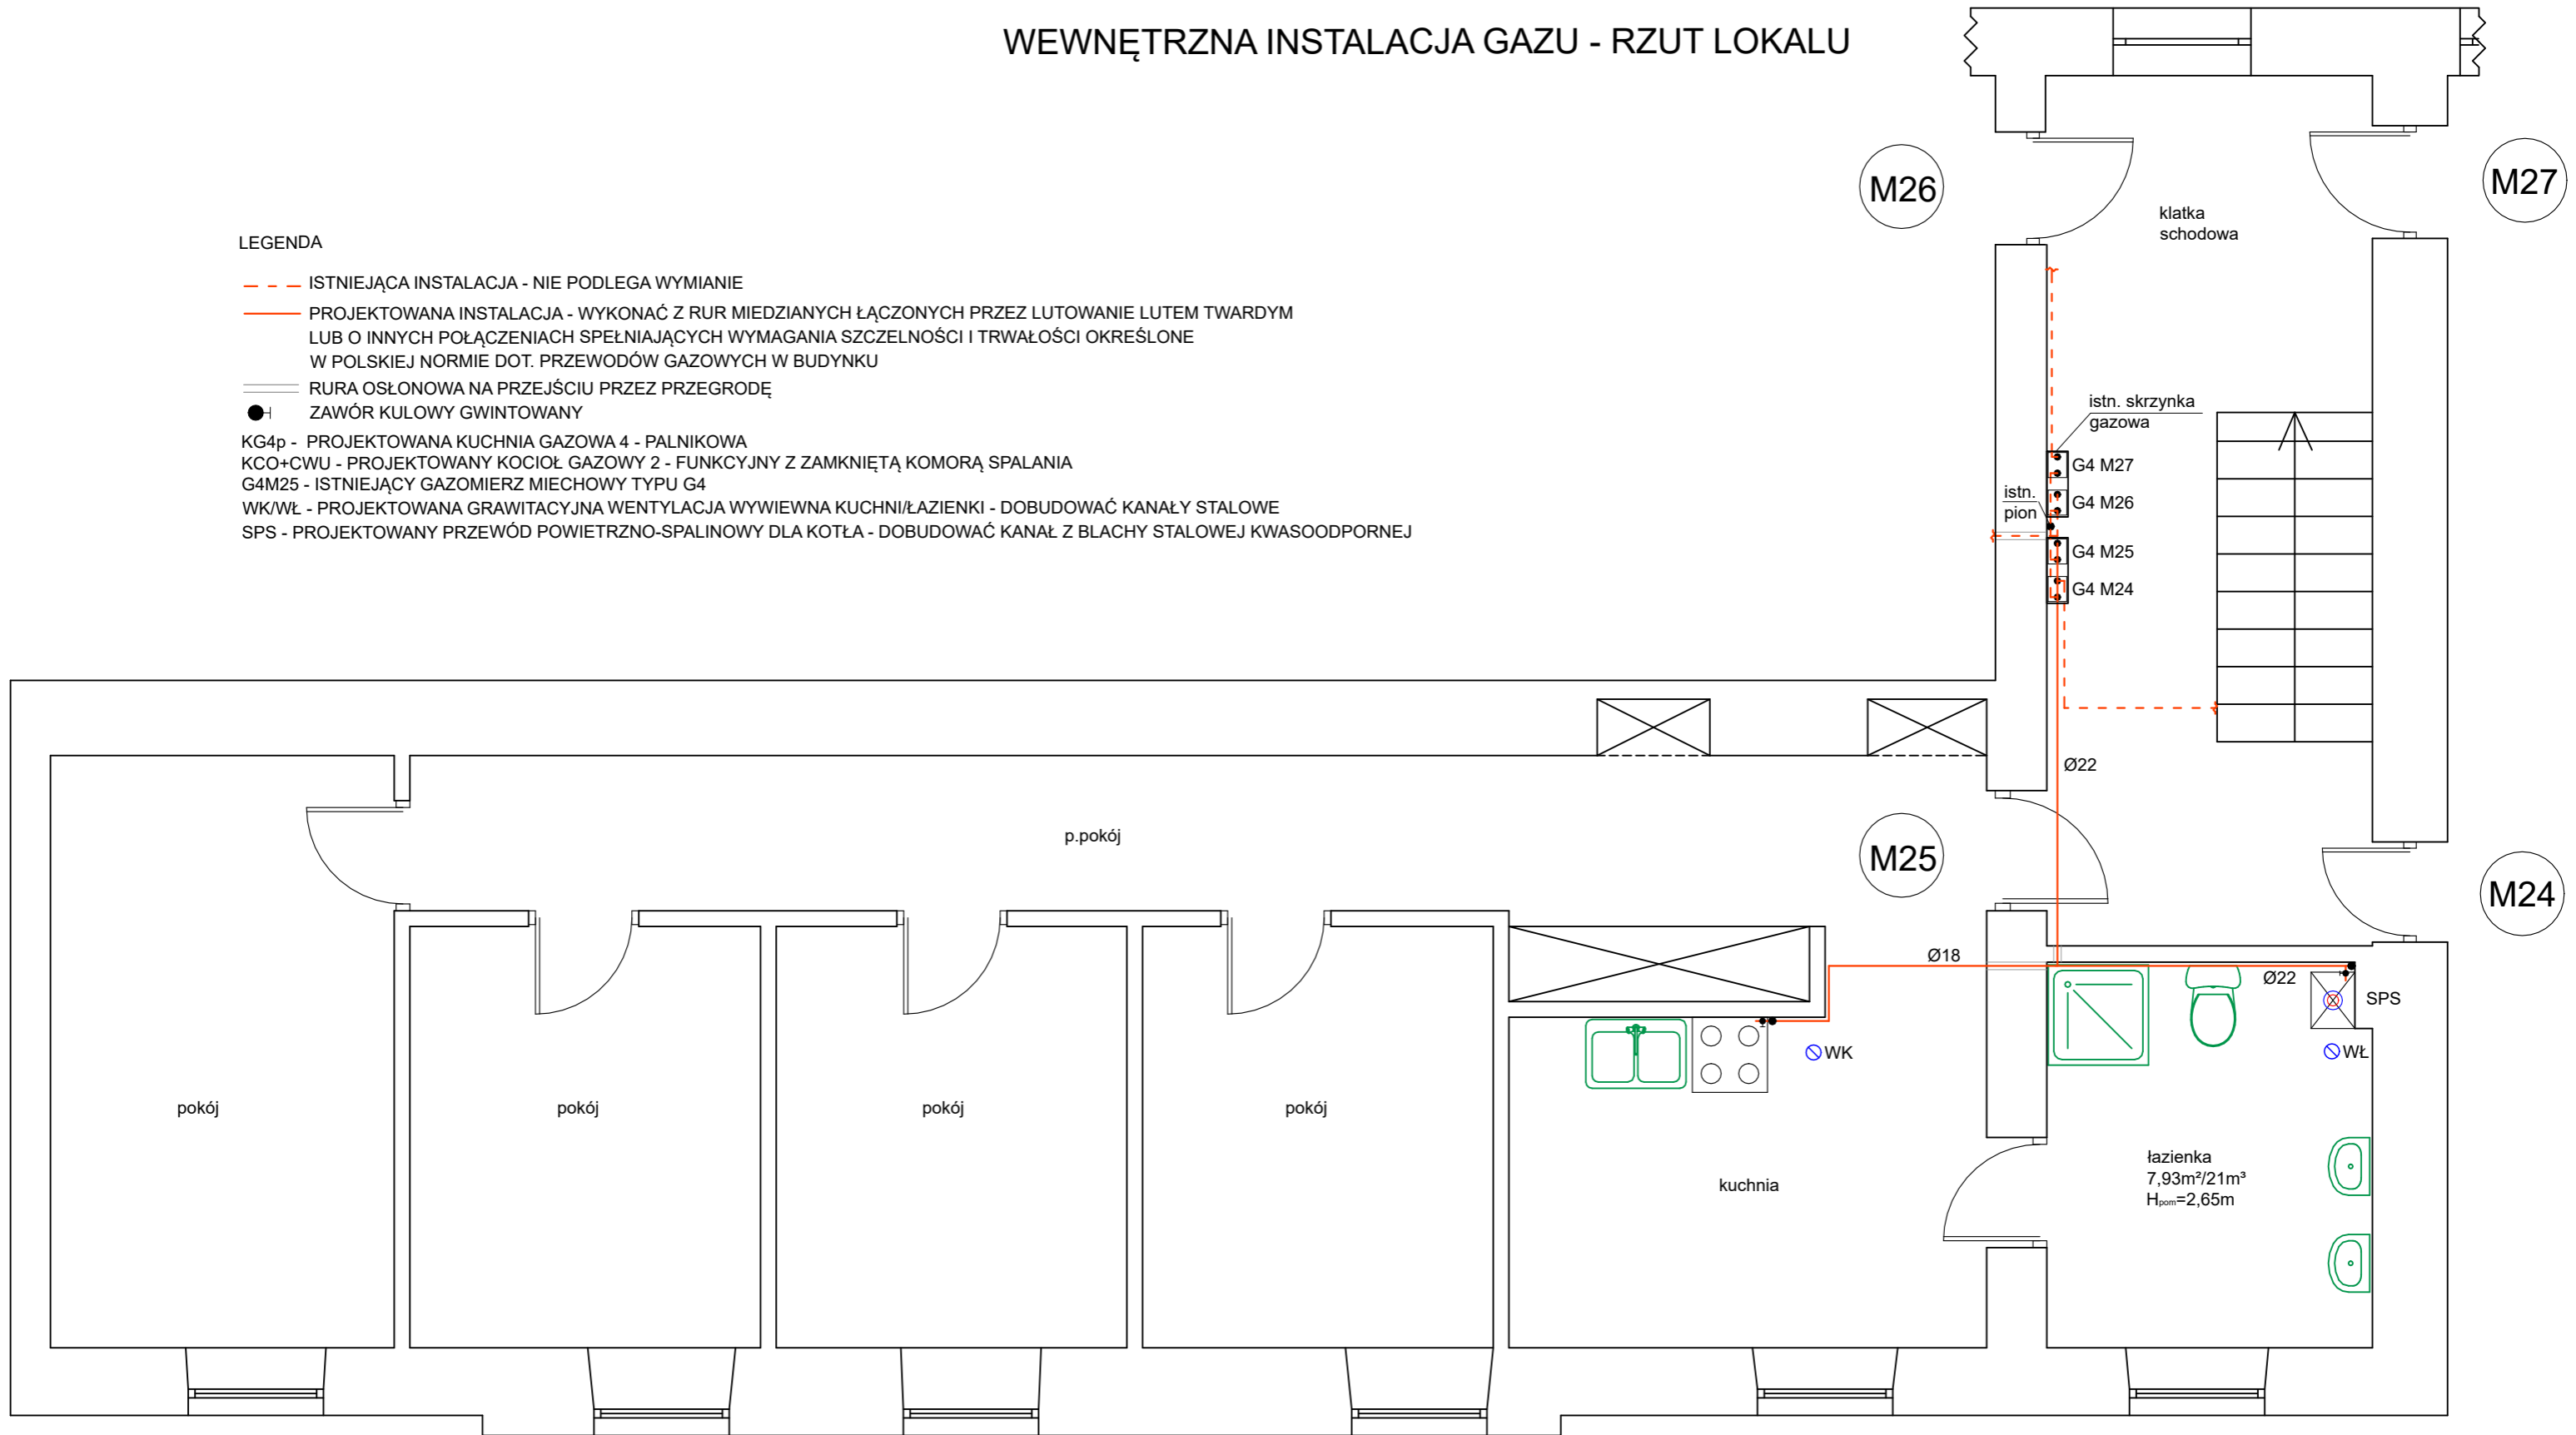 WEWNĘTRZNA INSTALACJA GAZU - RZUT LOKALU
M26
M27
klatka
schodowa
LEGENDA
ISTNIEJĄCA INSTALACJA - NIE PODLEGA WYMIANIE
PROJEKTOWANA INSTALACJA - WYKONAĆ Z RUR MIEDZIANYCH ŁĄCZONYCH PRZEZ LUTOWANIE LUTEM TWARDYM
LUB O INNYCH POŁĄCZENIACH SPEŁNIAJĄCYCH WYMAGANIA SZCZELNOŚCI I TRWAŁOŚCI OKREŚLONE
W POLSKIEJ NORMIE DOT. PRZEWODÓW GAZOWYCH W BUDYNKU
RURA OSŁONOWA NA PRZEJŚCIU PRZEZ PRZEGRODĘ
ZAWÓR KULOWY GWINTOWANY
KG4p - PROJEKTOWANA KUCHNIA GAZOWA 4 - PALNIKOWA
KCO+CWU - PROJEKTOWANY KOCIOŁ GAZOWY 2 - FUNKCYJNY Z ZAMKNIĘTĄ KOMORĄ SPALANIA
G4M25 - ISTNIEJĄCY GAZOMIERZ MIECHOWY TYPU G4
WK/WŁ - PROJEKTOWANA GRAWITACYJNA WENTYLACJA WYWIEWNA KUCHNI/ŁAZIENKI - DOBUDOWAĆ KANAŁY STALOWE
SPS - PROJEKTOWANY PRZEWÓD POWIETRZNO-SPALINOWY DLA KOTŁA - DOBUDOWAĆ KANAŁ Z BLACHY STALOWEJ KWASOODPORNEJ
istn. skrzynka
gazowa
G4 M27
G4 M26
istn.
pion
G4 M25
G4 M24
Ø22
p.pokój
M25
M24
Ø18
Ø22
SPS
WK
WŁ
pokój
pokój
pokój
pokój
kuchnia
łazienka
7,93m²/21m³
Hpom=2,65m